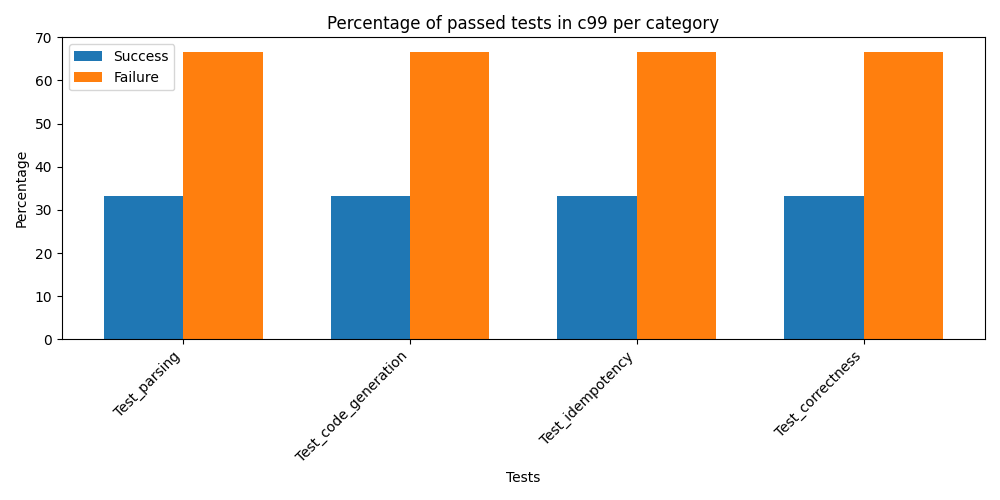 Percentage of passed tests in c99 per category
Success
Failure
Percentage
70
60
50
40
30
20
10
0
Test_parsing
Test_code_generation
Test_idempotency
Test_correctness
Tests